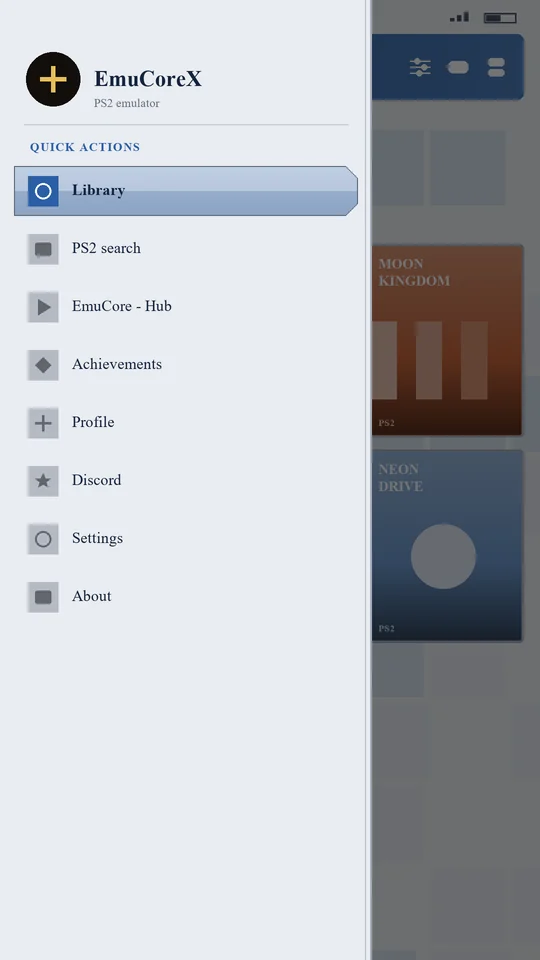 EmuCoreX
PS2 emulator
QUICK ACTIONS
Library
PS2 search
EmuCore - Hub
Achievements
Profile
Discord
Settings
About
MOON
KINGDOM
PS2
NEON
DRIVE
PS2